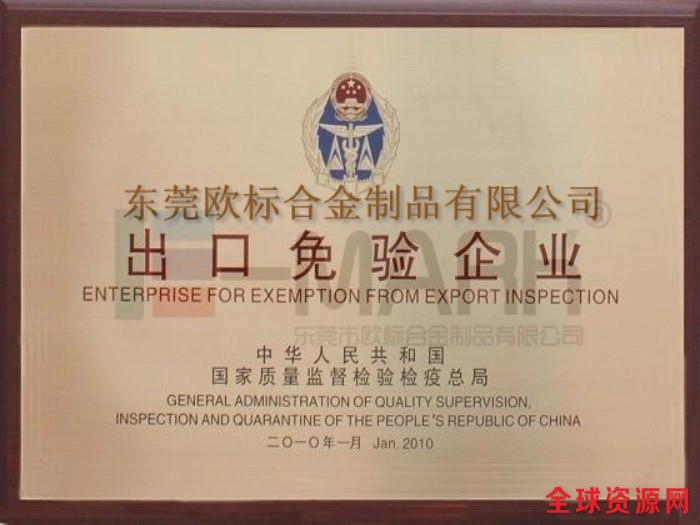 东莞欧标合金制品有限公司
出口免验企业
E-MARK®
ENTERPRISE FOR EXEMPTION FROM EXPORT INSPECTION
东莞市欧标合金制品有限公司
中华人民共和国
国家质量监督检验检疫总局
GENERAL ADMINISTRATION OF QUALITY SUPERVISION,
INSPECTION AND QUARANTINE OF THE PEOPLE'S REPUBLIC OF CHINA
二〇一〇年一月 Jan. 2010
全球资源网